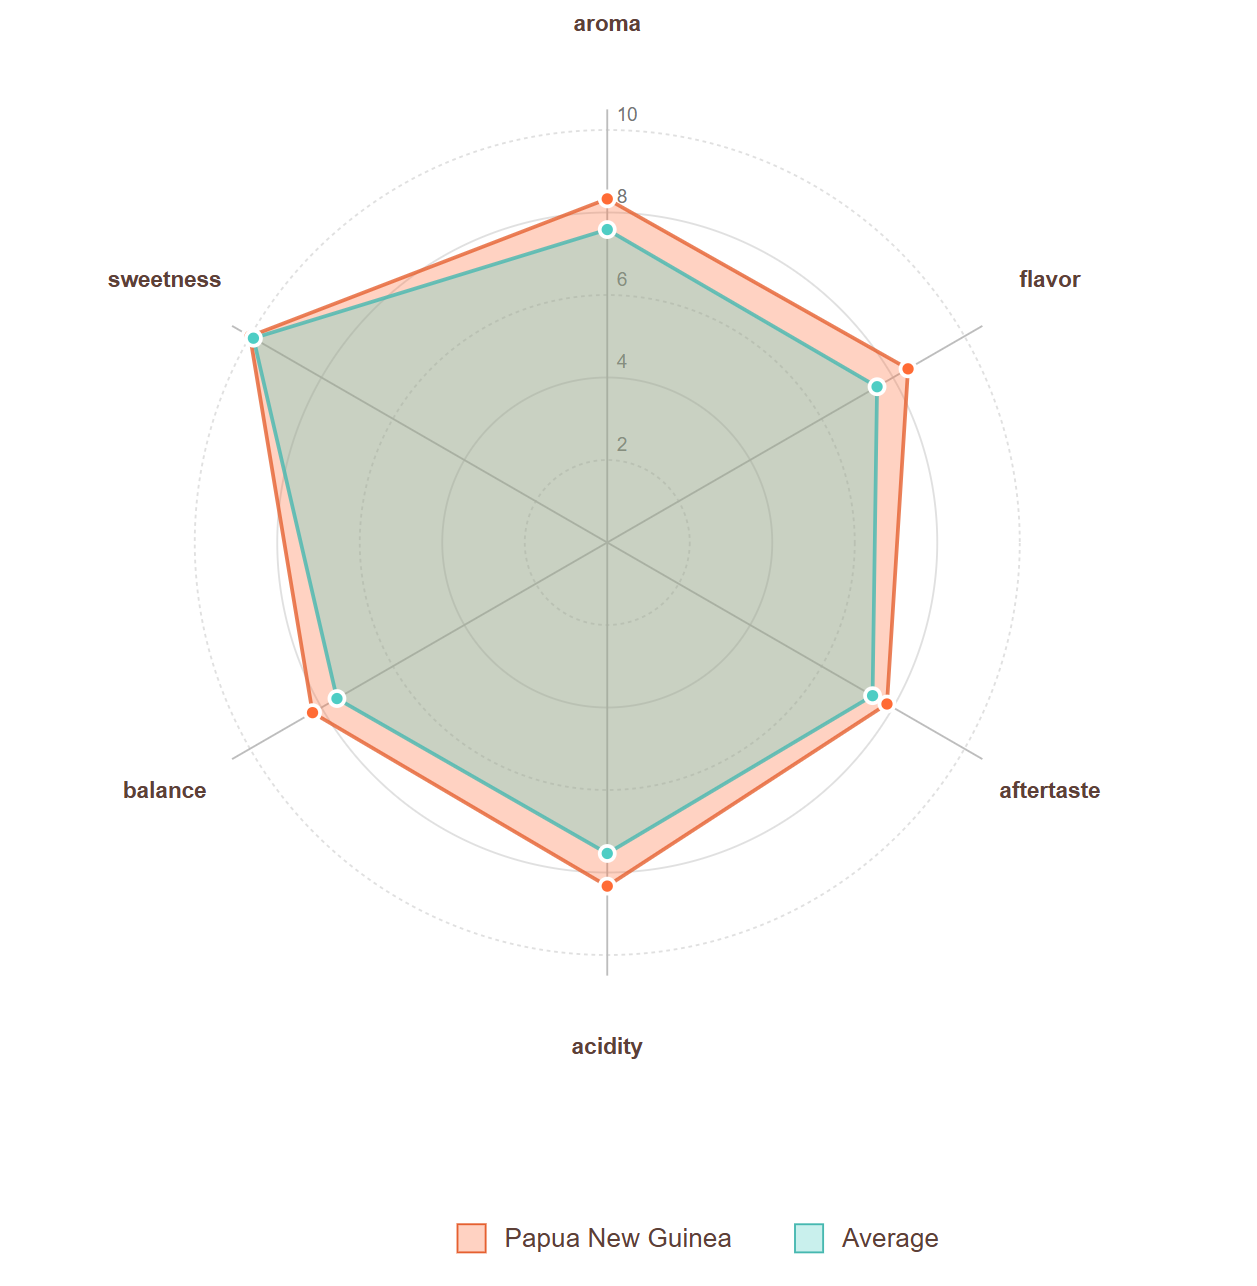 aroma
10
8
sweetness
flavor
6
4
2
balance
aftertaste
acidity
Papua New Guinea
Average